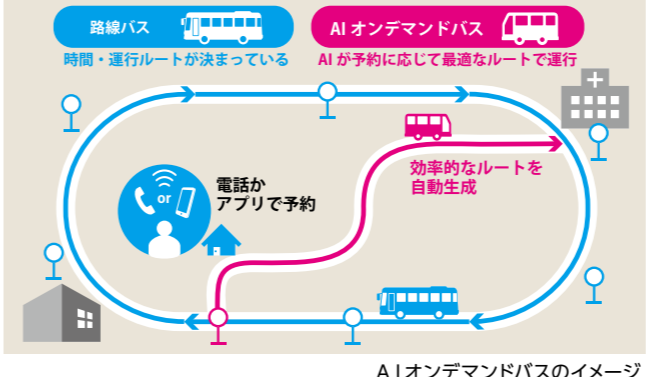 路線バス
AI オンデマンドバス
時間・運行ルートが決まっている
AI が予約に応じて最適なルートで運行
効率的なルートを
自動生成
電話か
アプリで予約
or
AIオンデマンドバスのイメージ